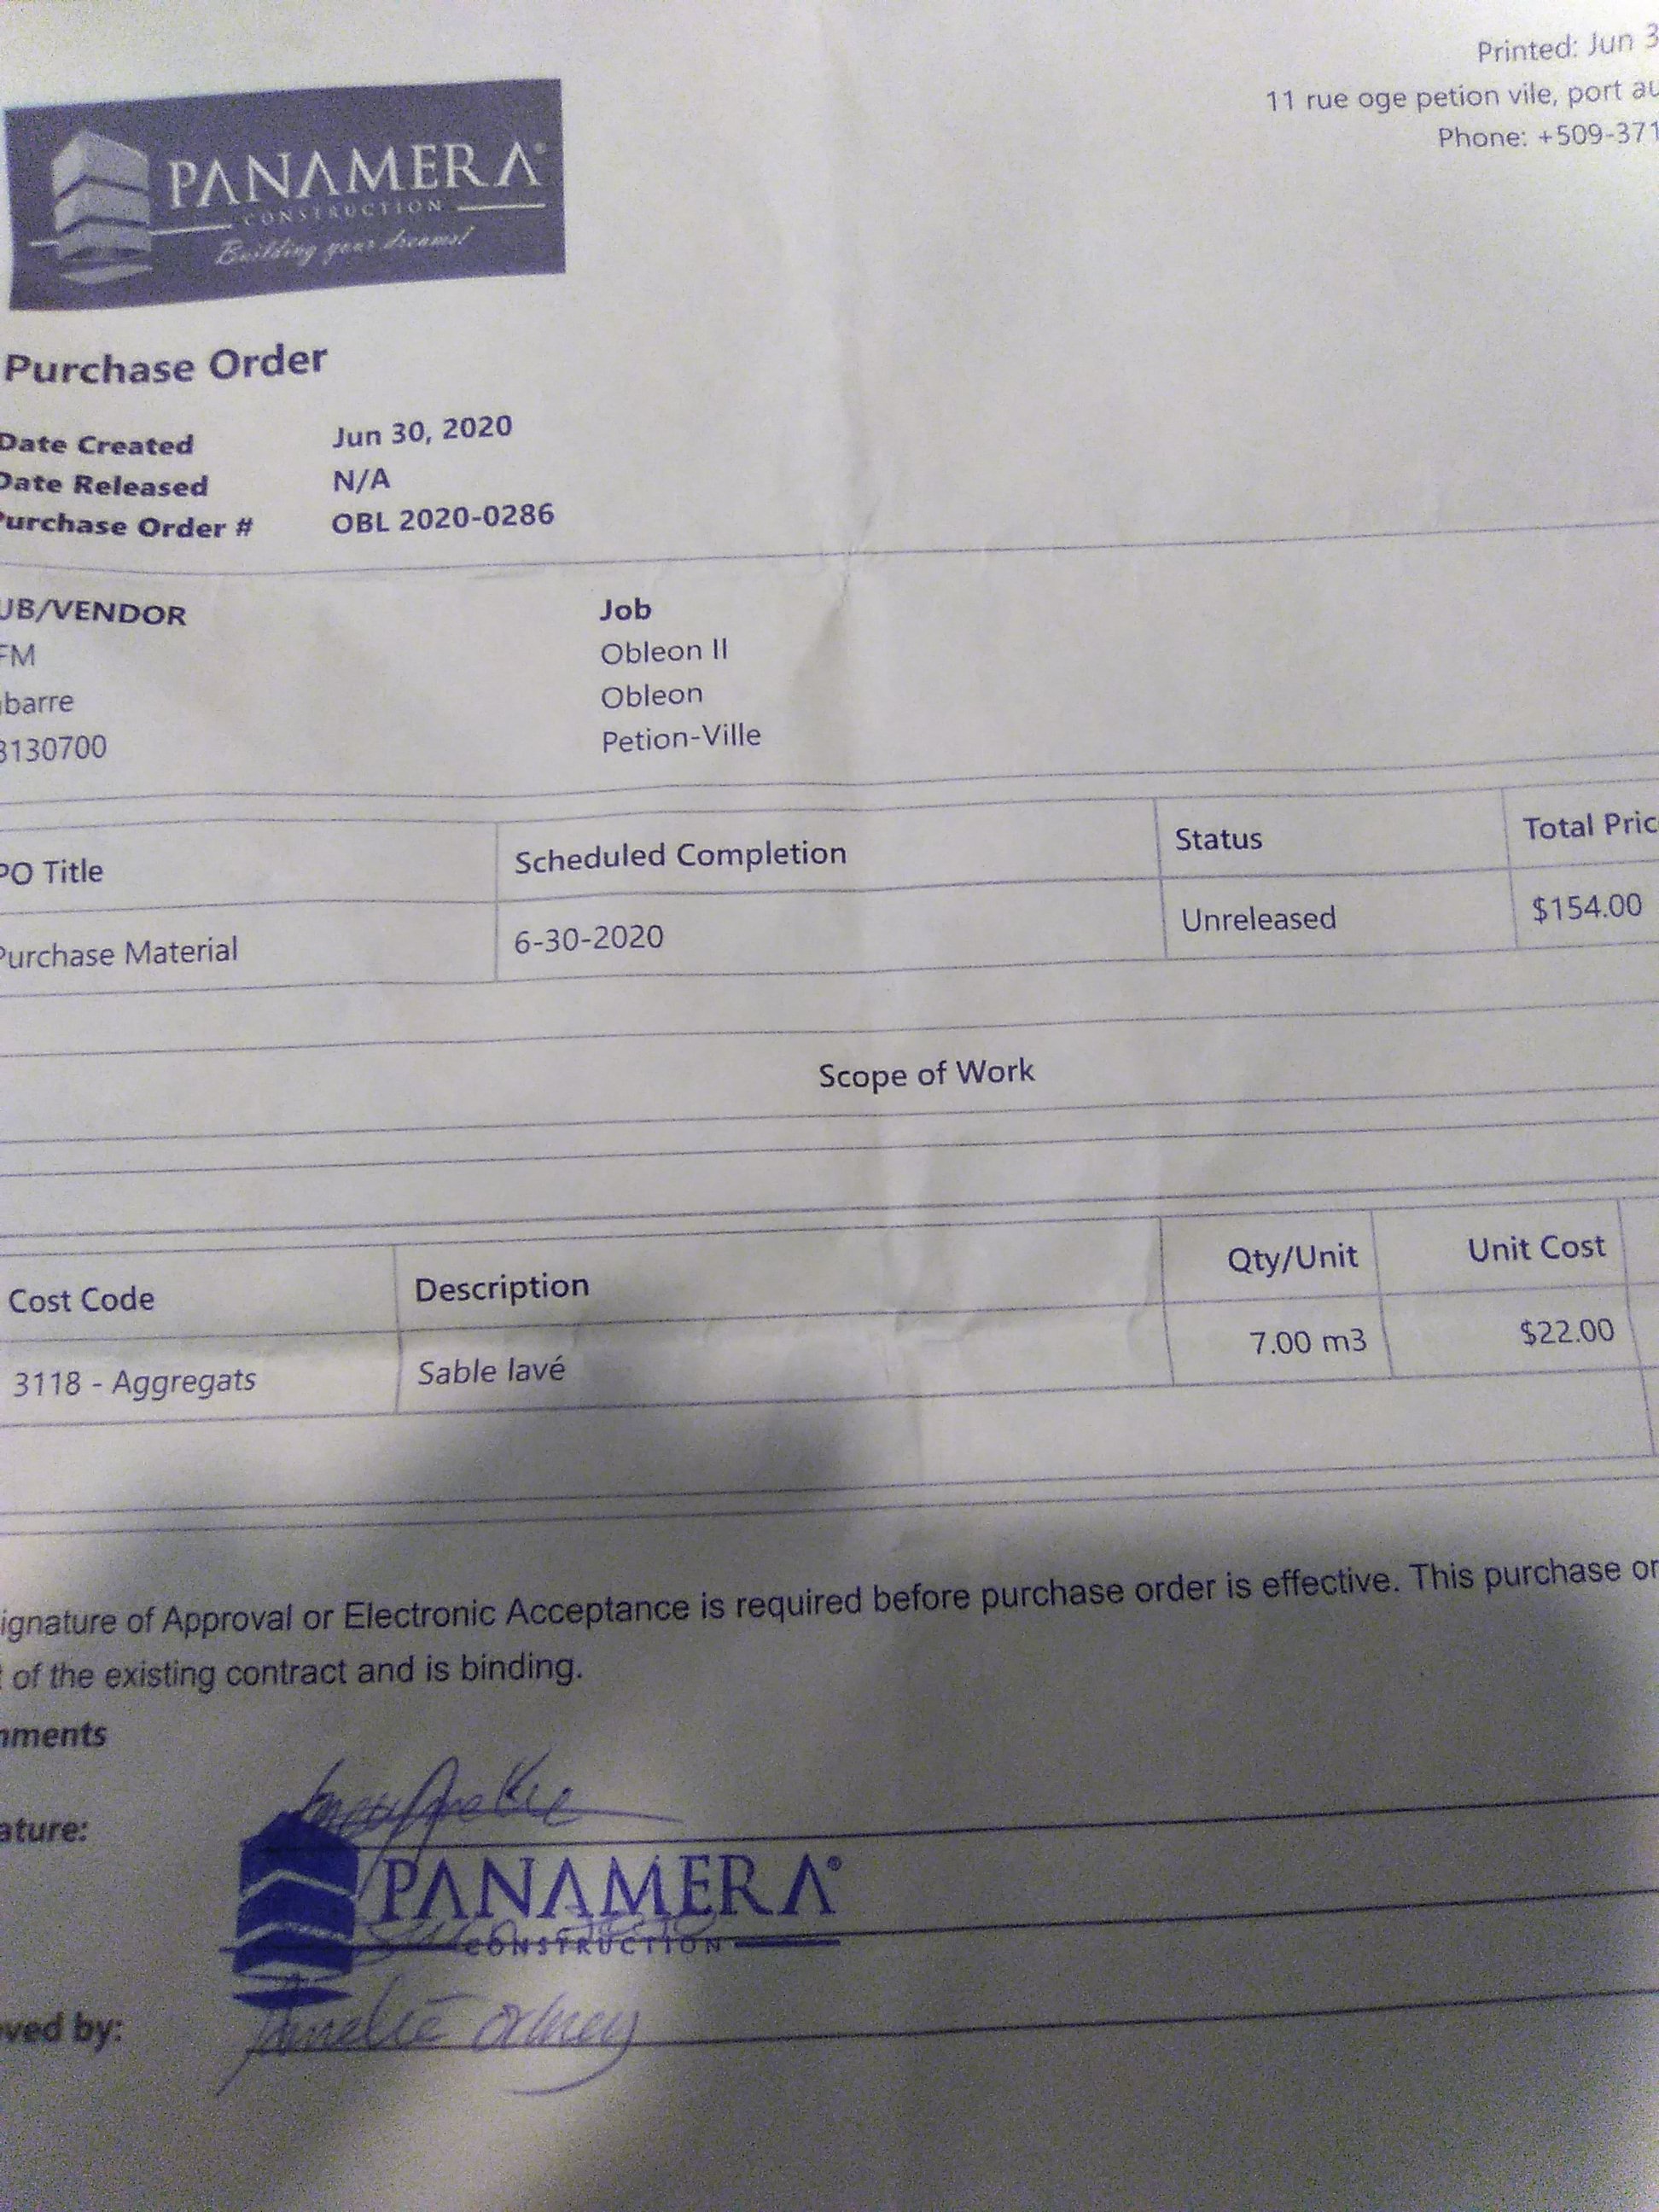 Printed: Jun 3
11 rue oge petion vile, port au
Phone: +509-371
PANAMERA
CONSTRUCTION
Building your dreams!
Purchase Order
Date Created Jun 30, 2020
Date Released N/A
Purchase Order # OBL 2020-0286
UB/VENDOR Job
FM Obleon II
barre Obleon
3130700 Petion-Ville
PO Title Scheduled Completion Status Total Pric
Purchase Material 6-30-2020 Unreleased $154.00
Scope of Work
Cost Code Description Qty/Unit Unit Cost
3118 - Aggregats Sable lavé 7.00 m3 $22.00
ignature of Approval or Electronic Acceptance is required before purchase order is effective. This purchase or
of the existing contract and is binding.
mments
ature:
PANAMERA
CONSTRUCTION
ved by: